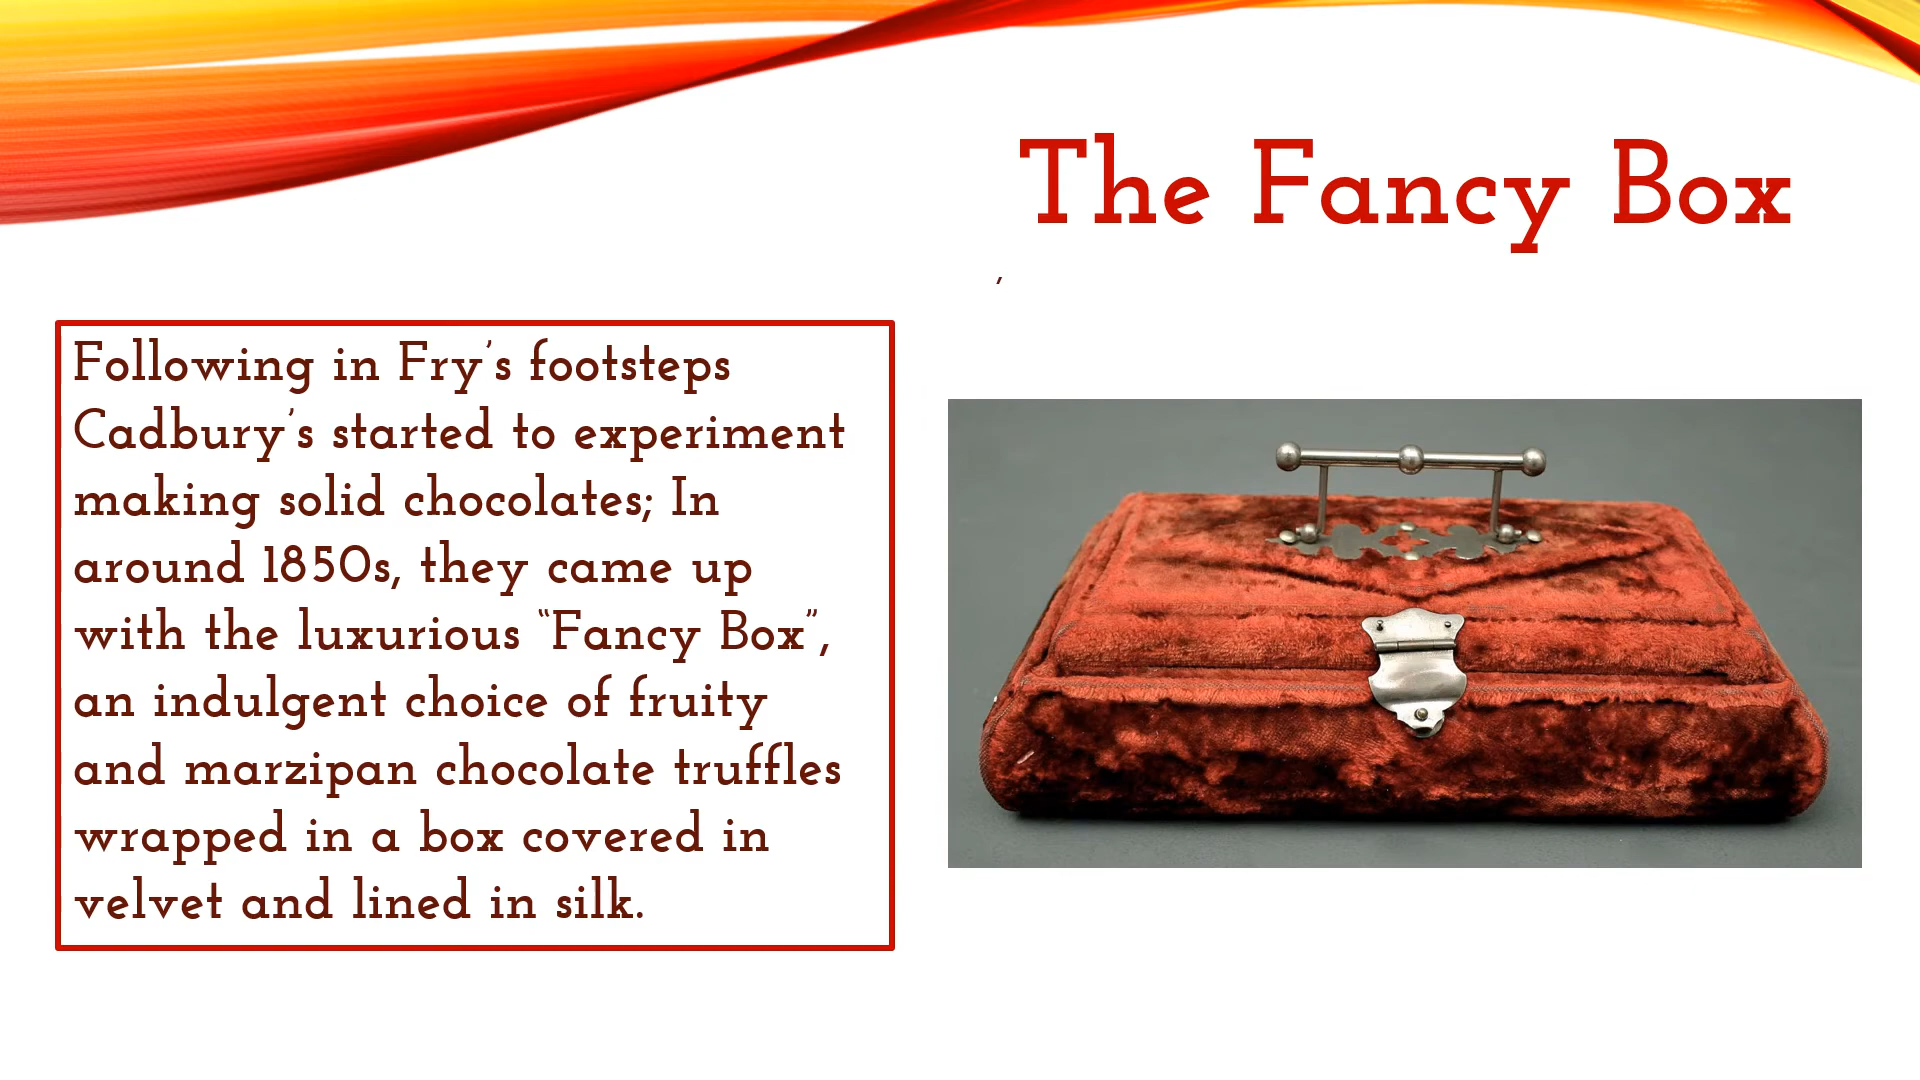 The Fancy Box
,
Following in Fry’s footsteps
Cadbury’s started to experiment
making solid chocolates; In
around 1850s, they came up
with the luxurious “Fancy Box”,
an indulgent choice of fruity
and marzipan chocolate truffles
wrapped in a box covered in
velvet and lined in silk.